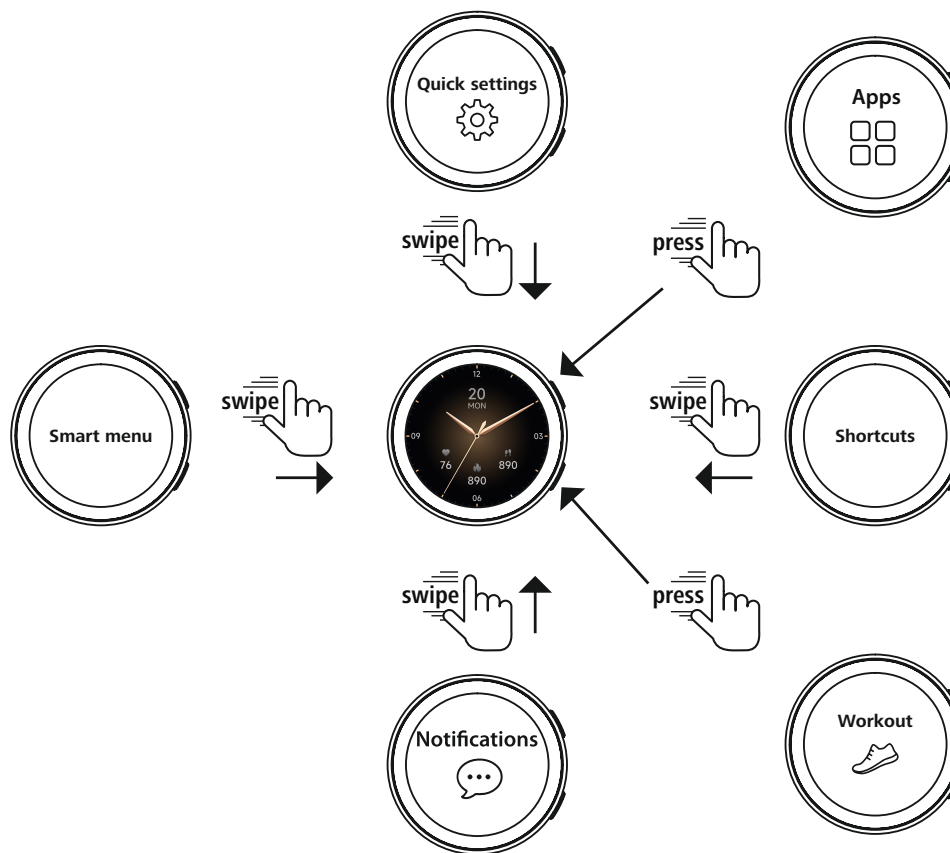 Quick settings
Apps
swipe
press
Smart menu
swipe
12
20
MON
09
03
76
890
890
06
swipe
Shortcuts
swipe
press
Notifications
Workout